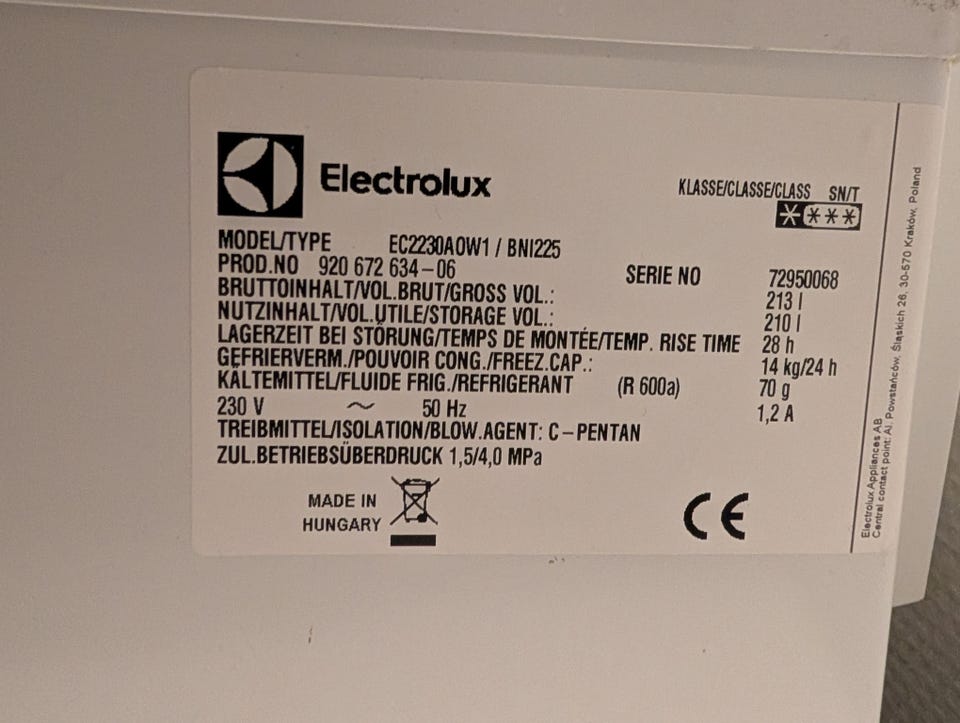 Electrolux
KLASSE/CLASSE/CLASS SN/T
****
MODEL/TYPE EC2230AOW1 / BNI225
PROD.NO 920 672 634-06 SERIE NO 72950068
BRUTTOINHALT/VOL.BRUT/GROSS VOL.: 213 l
NUTZINHALT/VOL.UTILE/STORAGE VOL.: 210 l
LAGERZEIT BEI STÖRUNG/TEMPS DE MONTÉE/TEMP. RISE TIME 28 h
GEFRIERVERM./POUVOIR CONG./FREEZ.CAP.: 14 kg/24 h
KÄLTEMITTEL/FLUIDE FRIG./REFRIGERANT (R 600a) 70 g
230 V ~ 50 Hz 1,2 A
TREIBMITTEL/ISOLATION/BLOW.AGENT: C-PENTAN
ZUL.BETRIEBSÜBERDRUCK 1,5/4,0 MPa
MADE IN
HUNGARY
CE
Electrolux Appliances AB
Central contact point: Al. Powstańców, Śląskich 26, 30-570 Kraków, Poland